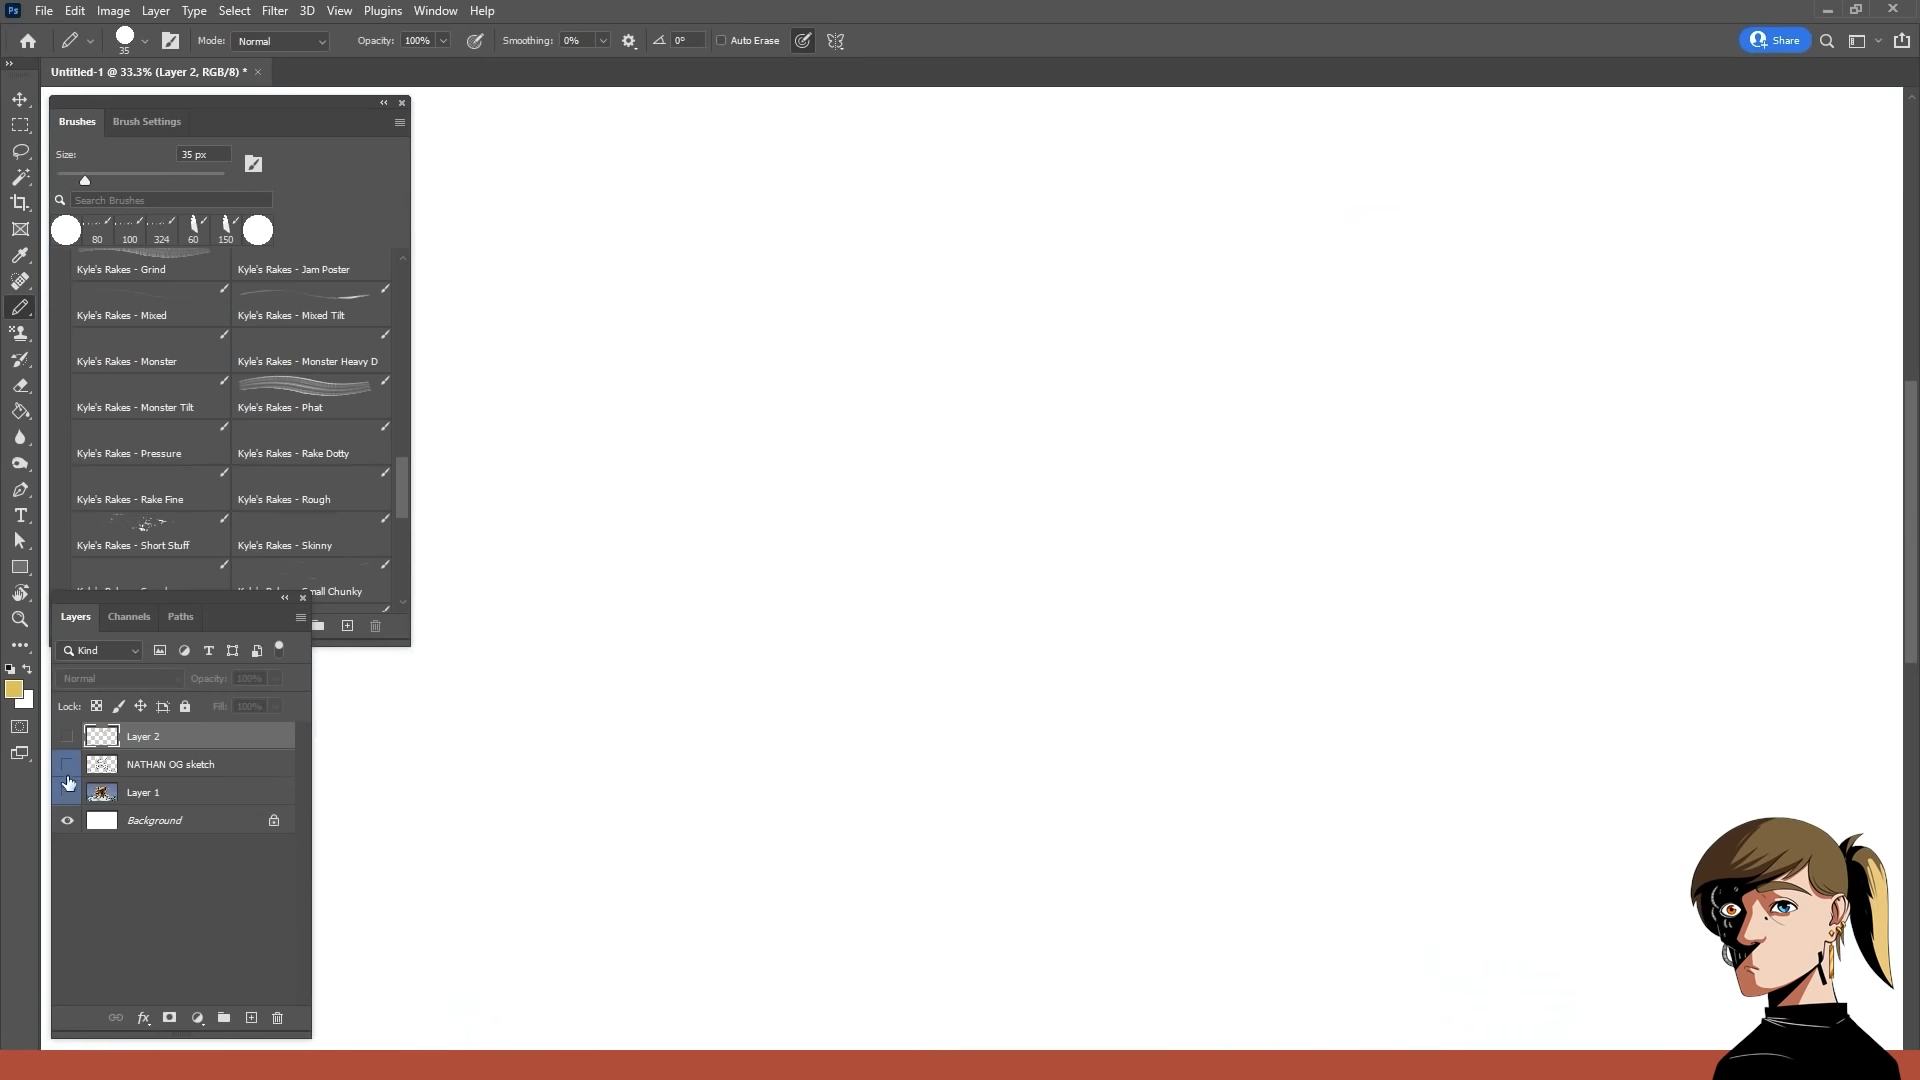 Ps File Edit Image Layer Type Select Filter 3D View Plugins Window Help
35 Mode: Normal Opacity: 100% Smoothing: 0% 0° Auto Erase Share
Untitled-1 @ 33.3% (Layer 2, RGB/8) *
Brushes Brush Settings
Size: 35 px
Search Brushes
80 100 324 60 150
Kyle's Rakes - Grind Kyle's Rakes - Jam Poster
Kyle's Rakes - Mixed Kyle's Rakes - Mixed Tilt
Kyle's Rakes - Monster Kyle's Rakes - Monster Heavy D
Kyle's Rakes - Monster Tilt Kyle's Rakes - Phat
Kyle's Rakes - Pressure Kyle's Rakes - Rake Dotty
Kyle's Rakes - Rake Fine Kyle's Rakes - Rough
Kyle's Rakes - Short Stuff Kyle's Rakes - Skinny
mall Chunky
Layers Channels Paths
Kind
Normal Opacity: 100%
Lock: Fill: 100%
Layer 2
NATHAN OG sketch
Layer 1
Background